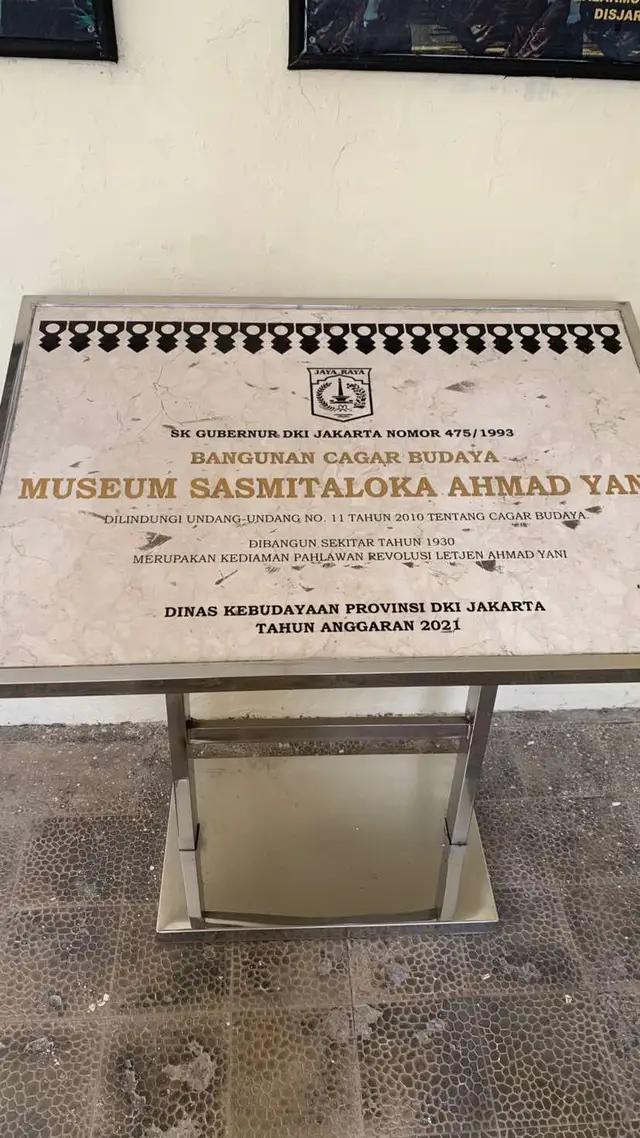 DISJAR
JAYA RAYA
SK GUBERNUR DKI JAKARTA NOMOR 475/1993
BANGUNAN CAGAR BUDAYA
MUSEUM SASMITALOKA AHMAD YAN
DILINDUNGI UNDANG-UNDANG NO. 11 TAHUN 2010 TENTANG CAGAR BUDAYA.
DIBANGUN SEKITAR TAHUN 1930
MERUPAKAN KEDIAMAN PAHLAWAN REVOLUSI LETJEN AHMAD YANI
DINAS KEBUDAYAAN PROVINSI DKI JAKARTA
TAHUN ANGGARAN 2021